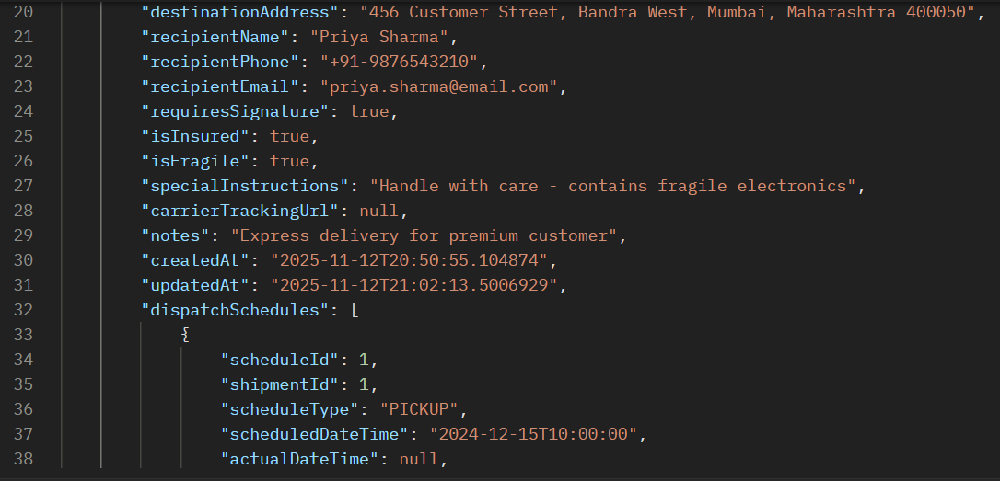 20 "destinationAddress": "456 Customer Street, Bandra West, Mumbai, Maharashtra 400050",
21 "recipientName": "Priya Sharma",
22 "recipientPhone": "+91-9876543210",
23 "recipientEmail": "priya.sharma@email.com",
24 "requiresSignature": true,
25 "isInsured": true,
26 "isFragile": true,
27 "specialInstructions": "Handle with care - contains fragile electronics",
28 "carrierTrackingUrl": null,
29 "notes": "Express delivery for premium customer",
30 "createdAt": "2025-11-12T20:50:55.104874",
31 "updatedAt": "2025-11-12T21:02:13.5006929",
32 "dispatchSchedules": [
33 {
34 "scheduleId": 1,
35 "shipmentId": 1,
36 "scheduleType": "PICKUP",
37 "scheduledDateTime": "2024-12-15T10:00:00",
38 "actualDateTime": null,